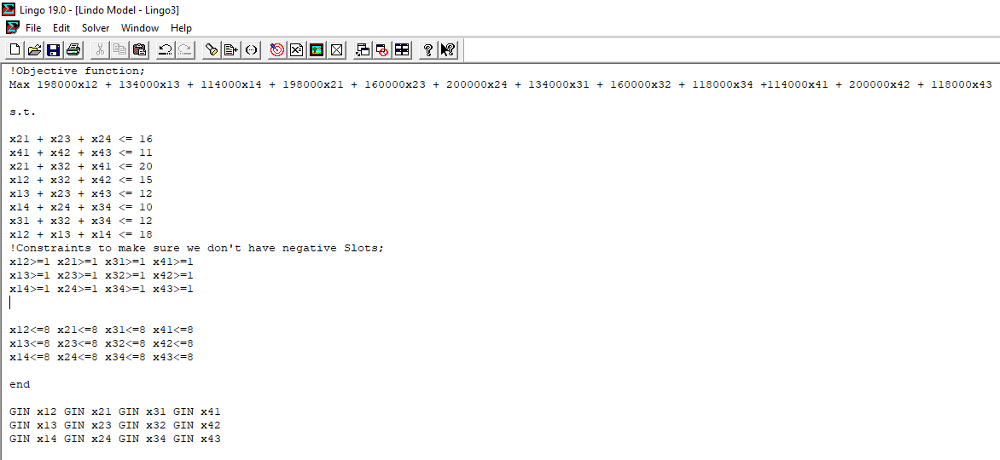 Lingo 19.0 - [Lindo Model - Lingo3]
File Edit Solver Window Help
!Objective function;
Max 198000x12 + 134000x13 + 114000x14 + 198000x21 + 160000x23 + 200000x24 + 134000x31 + 160000x32 + 118000x34 +114000x41 + 200000x42 + 118000x43
s.t.
x21 + x23 + x24 <= 16
x41 + x42 + x43 <= 11
x21 + x32 + x41 <= 20
x12 + x32 + x42 <= 15
x13 + x23 + x43 <= 12
x14 + x24 + x34 <= 10
x31 + x32 + x34 <= 12
x12 + x13 + x14 <= 18
!Constraints to make sure we don't have negative Slots;
x12>=1 x21>=1 x31>=1 x41>=1
x13>=1 x23>=1 x32>=1 x42>=1
x14>=1 x24>=1 x34>=1 x43>=1
x12<=8 x21<=8 x31<=8 x41<=8
x13<=8 x23<=8 x32<=8 x42<=8
x14<=8 x24<=8 x34<=8 x43<=8
end
GIN x12 GIN x21 GIN x31 GIN x41
GIN x13 GIN x23 GIN x32 GIN x42
GIN x14 GIN x24 GIN x34 GIN x43